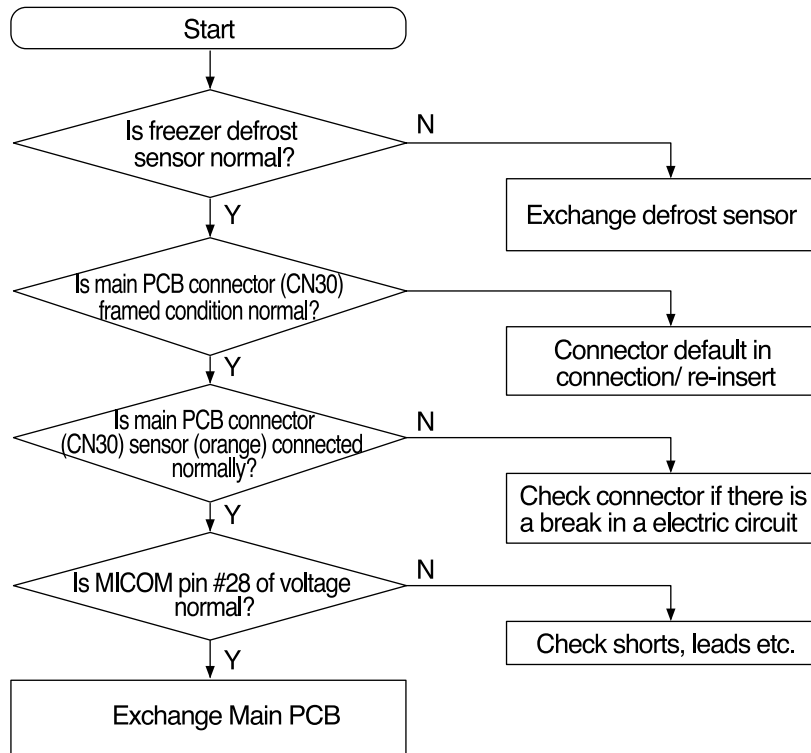 Start
Is freezer defrost
sensor normal?
N
Exchange defrost sensor
Y
Is main PCB connector (CN30)
framed condition normal?
Connector default in
connection/ re-insert
Y
Is main PCB connector
(CN30) sensor (orange) connected
normally?
N
Check connector if there is
a break in a electric circuit
Y
Is MICOM pin #28 of voltage
normal?
N
Check shorts, leads etc.
Y
Exchange Main PCB